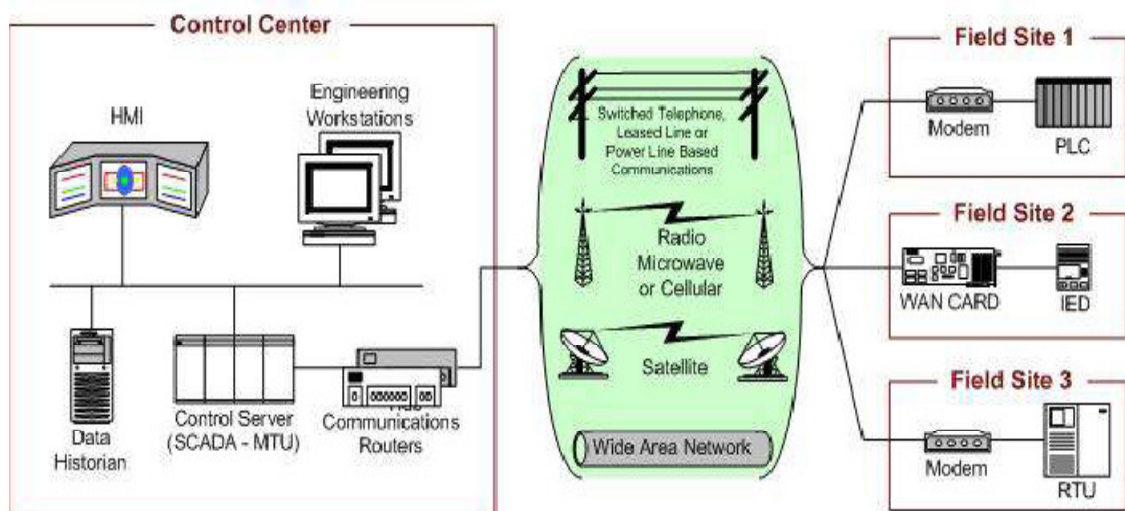 Control Center
HMI
Engineering
Workstations
Data
Historian
Control Server
(SCADA - MTU)
Communications
Routers
Switched Telephone,
Leased Line or
Power Line Based
Communications
Radio
Microwave
or Cellular
Satellite
Wide Area Network
Field Site 1
Modem
PLC
Field Site 2
WAN CARD
IED
Field Site 3
Modem
RTU